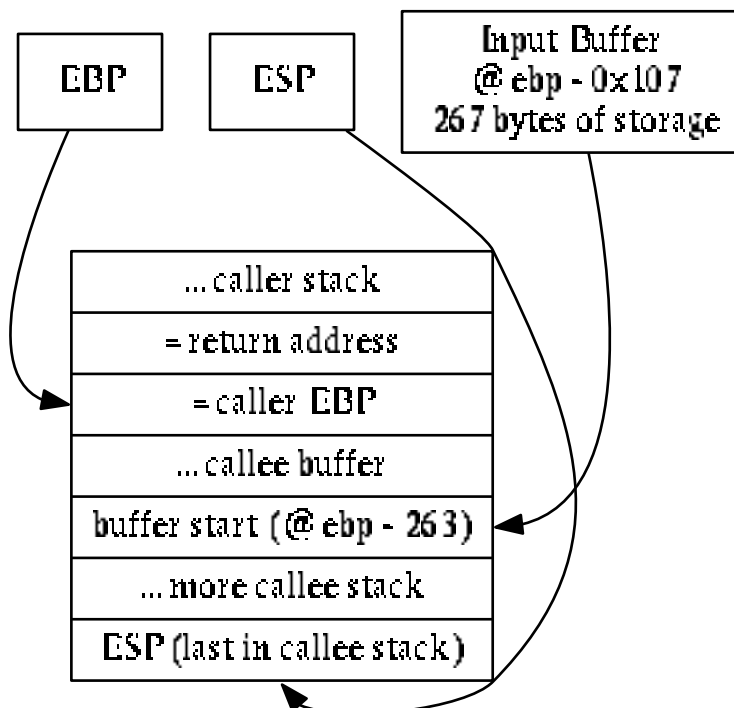 EBP
ESP
Input Buffer
@ ebp - 0x107
267 bytes of storage
... caller stack
= return address
= caller EBP
... callee buffer
buffer start (@ ebp - 263)
... more callee stack
ESP (last in callee stack)